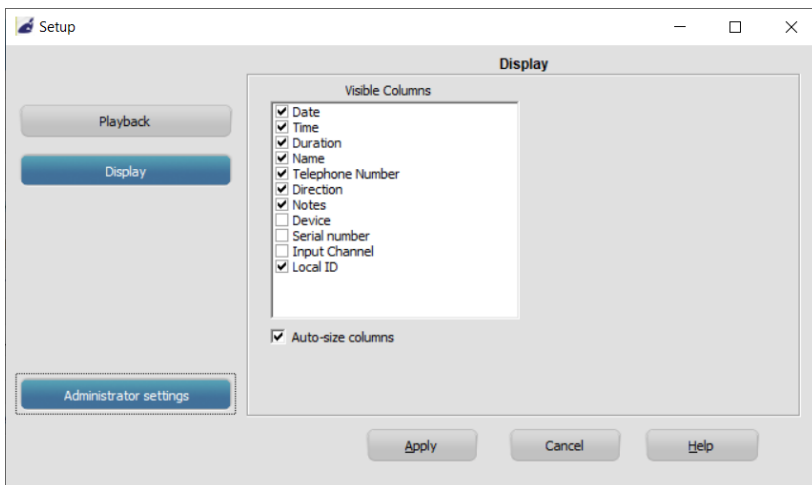 Setup
Display
Visible Columns
Playback
Date
Time
Duration
Name
Display
Telephone Number
Direction
Notes
Device
Serial number
Input Channel
Local ID
Auto-size columns
Administrator settings
Apply
Cancel
Help